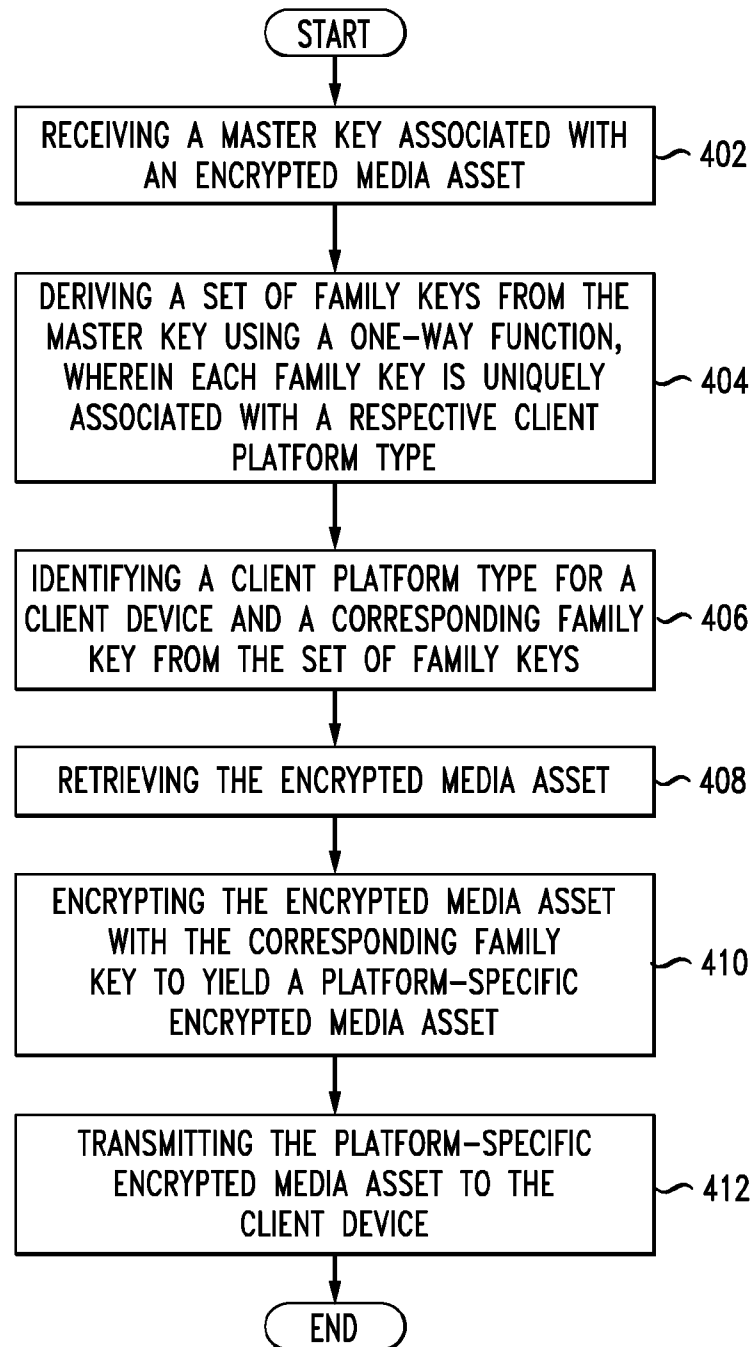 START
RECEIVING A MASTER KEY ASSOCIATED WITH
AN ENCRYPTED MEDIA ASSET
402
DERIVING A SET OF FAMILY KEYS FROM THE
MASTER KEY USING A ONE-WAY FUNCTION,
WHEREIN EACH FAMILY KEY IS UNIQUELY
ASSOCIATED WITH A RESPECTIVE CLIENT
PLATFORM TYPE
404
IDENTIFYING A CLIENT PLATFORM TYPE FOR A
CLIENT DEVICE AND A CORRESPONDING FAMILY
KEY FROM THE SET OF FAMILY KEYS
406
RETRIEVING THE ENCRYPTED MEDIA ASSET
408
ENCRYPTING THE ENCRYPTED MEDIA ASSET
WITH THE CORRESPONDING FAMILY
KEY TO YIELD A PLATFORM-SPECIFIC
ENCRYPTED MEDIA ASSET
410
TRANSMITTING THE PLATFORM-SPECIFIC
ENCRYPTED MEDIA ASSET TO THE
CLIENT DEVICE
412
END